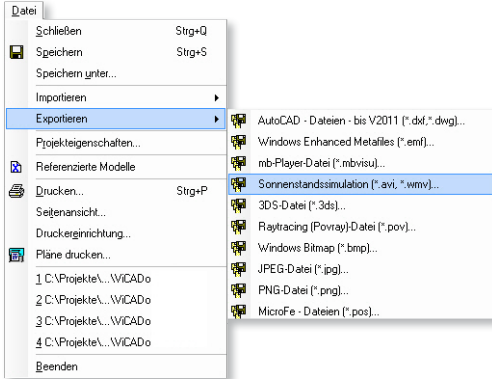 Datei
Schließen Strg+Q
Speichern Strg+S
Speichern unter...
Importieren
Exportieren
Projekteigenschaften...
Referenzierte Modelle
Drucken... Strg+P
Seitenansicht...
Druckereinrichtung...
Pläne drucken...
1 C:\Projekte\...\ViCADo
2 C:\Projekte\...\ViCADo
3 C:\Projekte\...\ViCADo
4 C:\Projekte\...\ViCADo
Beenden
AutoCAD - Dateien - bis V2011 (*.dxf,*.dwg)...
Windows Enhanced Metafiles (*.emf)...
mb-Player-Datei (*.mbvisu)...
Sonnenstandssimulation (*.avi, *.wmv)...
3DS-Datei (*.3ds)...
Raytracing (Povray)-Datei (*.pov)...
Windows Bitmap (*.bmp)...
JPEG-Datei (*.jpg)...
PNG-Datei (*.png)...
MicroFe - Dateien (*.pos)...